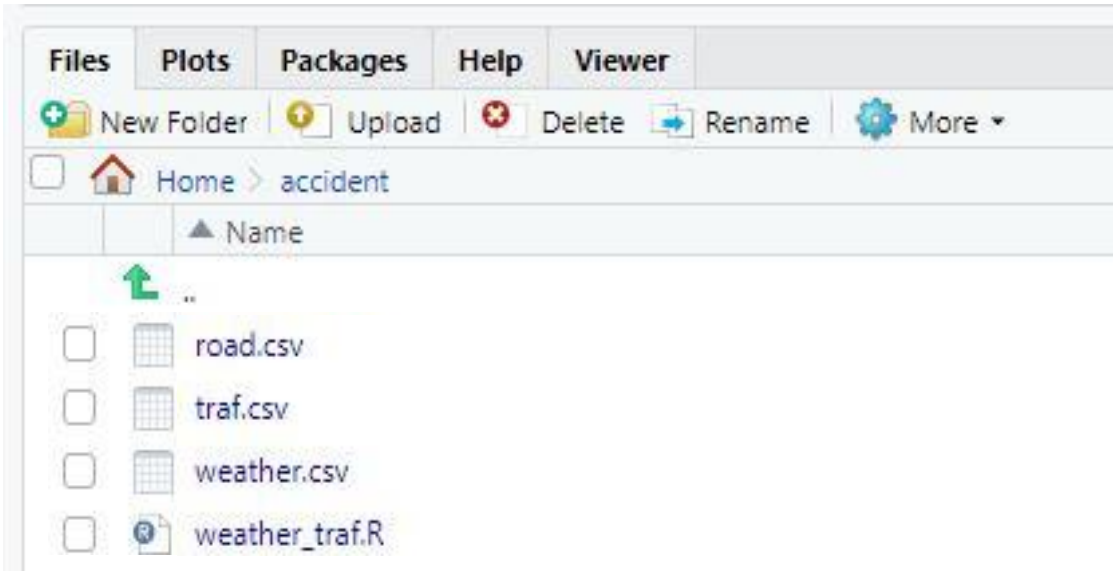 Files Plots Packages Help Viewer
New Folder Upload Delete Rename More
Home > accident
Name
..
road.csv
traf.csv
weather.csv
R weather_traf.R